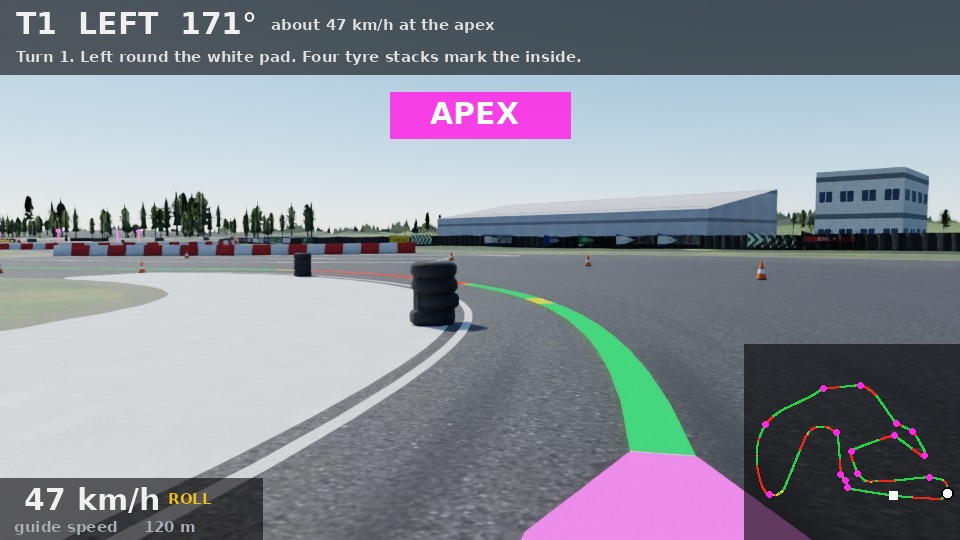 T1 LEFT 171° about 47 km/h at the apex
Turn 1. Left round the white pad. Four tyre stacks mark the inside.
APEX
47 km/h ROLL
guide speed 120 m